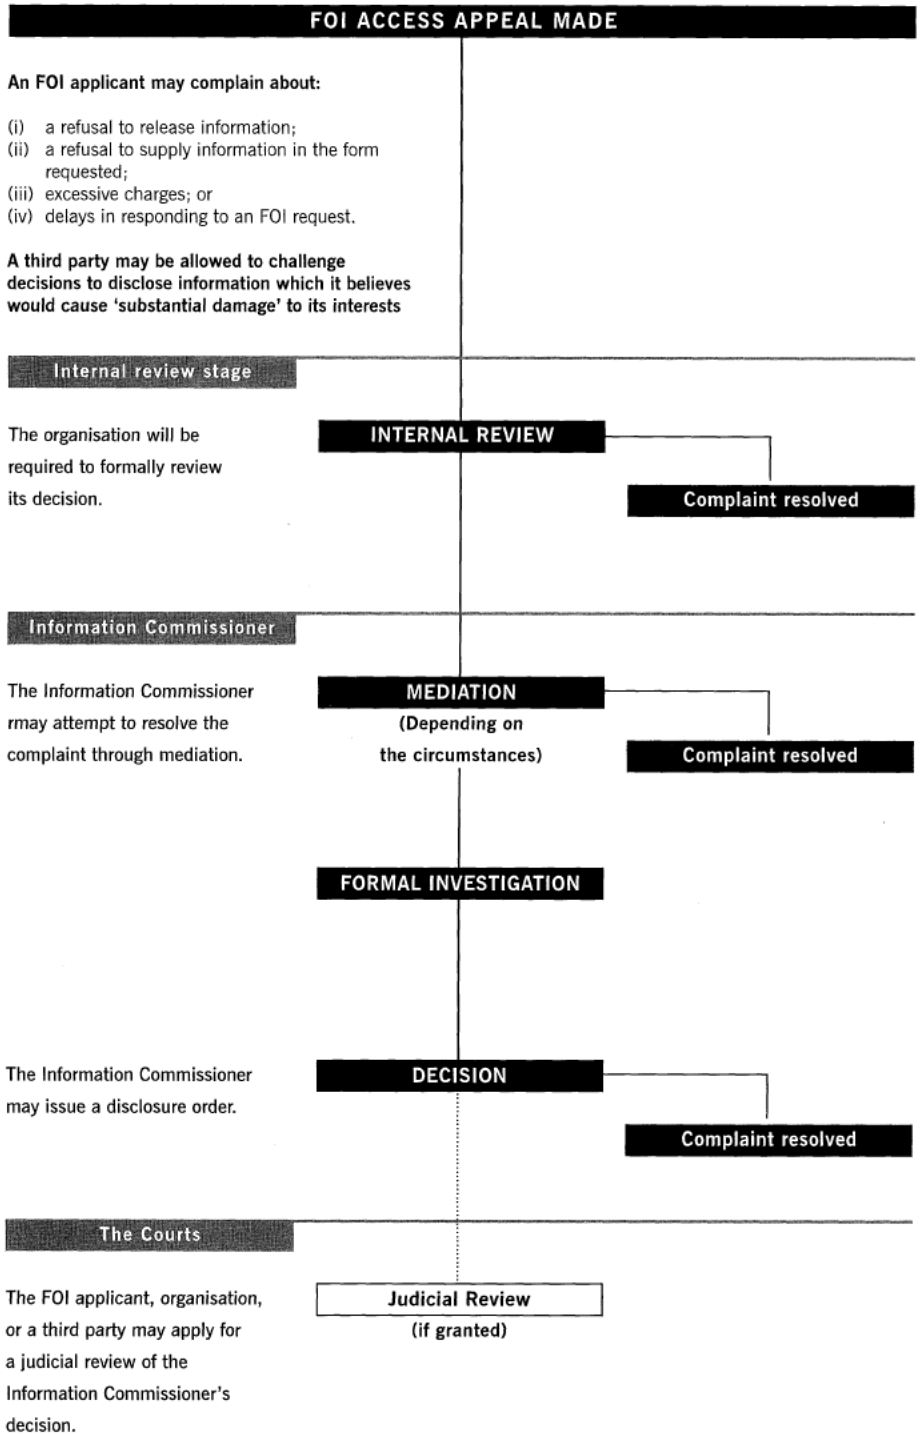 FOI ACCESS APPEAL MADE
An FOI applicant may complain about:
(i) a refusal to release information;
(ii) a refusal to supply information in the form
requested;
(iii) excessive charges; or
(iv) delays in responding to an FOI request.
A third party may be allowed to challenge
decisions to disclose information which it believes
would cause ‘substantial damage’ to its interests
Internal review stage
The organisation will be
required to formally review
its decision.
INTERNAL REVIEW
Complaint resolved
Information Commissioner
The Information Commissioner
rmay attempt to resolve the
complaint through mediation.
MEDIATION
(Depending on
the circumstances)
Complaint resolved
FORMAL INVESTIGATION
The Information Commissioner
may issue a disclosure order.
DECISION
Complaint resolved
The Courts
The FOI applicant, organisation,
or a third party may apply for
a judicial review of the
Information Commissioner's
decision.
Judicial Review
(if granted)